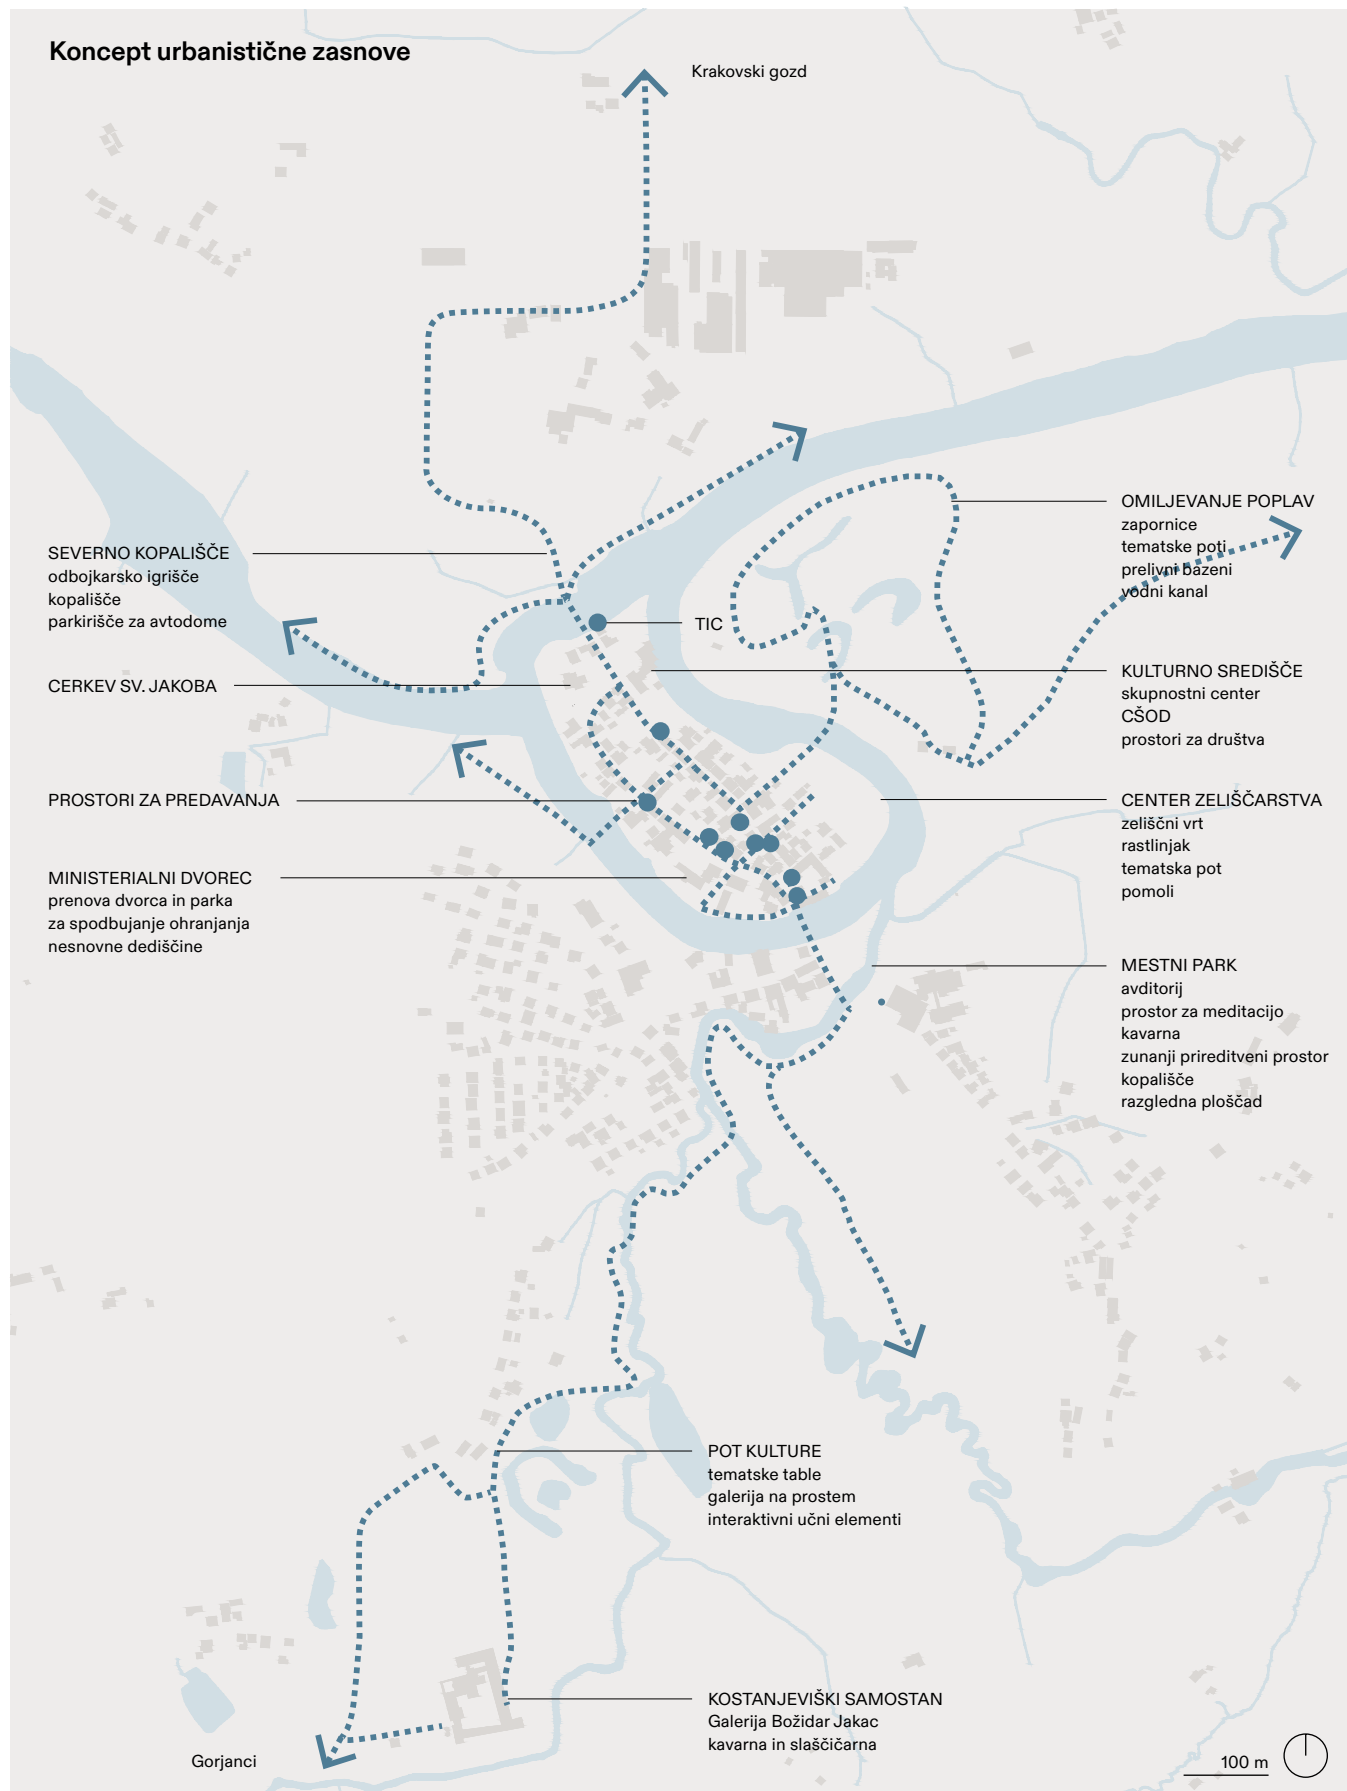 Koncept urbanistične zasnove
Krakovski gozd
SEVERNO KOPALIŠČE
odbojkarsko igrišče
kopališče
parkirišče za avtodome
CERKEV SV. JAKOBA
PROSTORI ZA PREDAVANJA
MINISTERIALNI DVOREC
prenova dvorca in parka
za spodbujanje ohranjanja
nesnovne dediščine
TIC
OMILJEVANJE POPLAV
zapornice
tematske poti
prelivni bazeni
vodni kanal
KULTURNO SREDIŠČE
skupnostni center
CŠOD
prostori za društva
CENTER ZELIŠČARSTVA
zeliščni vrt
rastlinjak
tematska pot
pomoli
MESTNI PARK
avditorij
prostor za meditacijo
kavarna
zunanji prireditveni prostor
kopališče
razgledna ploščad
POT KULTURE
tematske table
galerija na prostem
interaktivni učni elementi
KOSTANJEVIŠKI SAMOSTAN
Galerija Božidar Jakac
kavarna in slaščičarna
Gorjanci
100 m